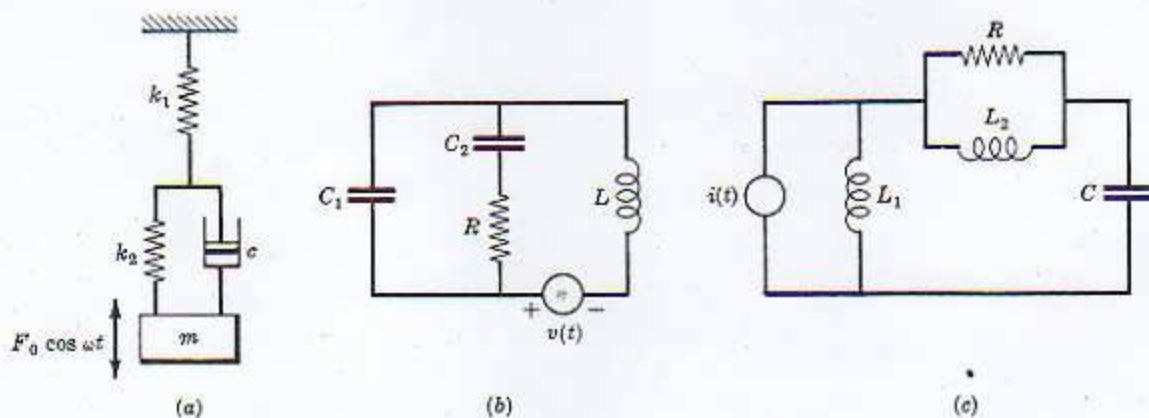 k₁
k₂
c
m
F₀ cos ωt
(a)
C₁
C₂
R
L
+
−
v(t)
(b)
R
L₂
i(t)
L₁
C
(c)